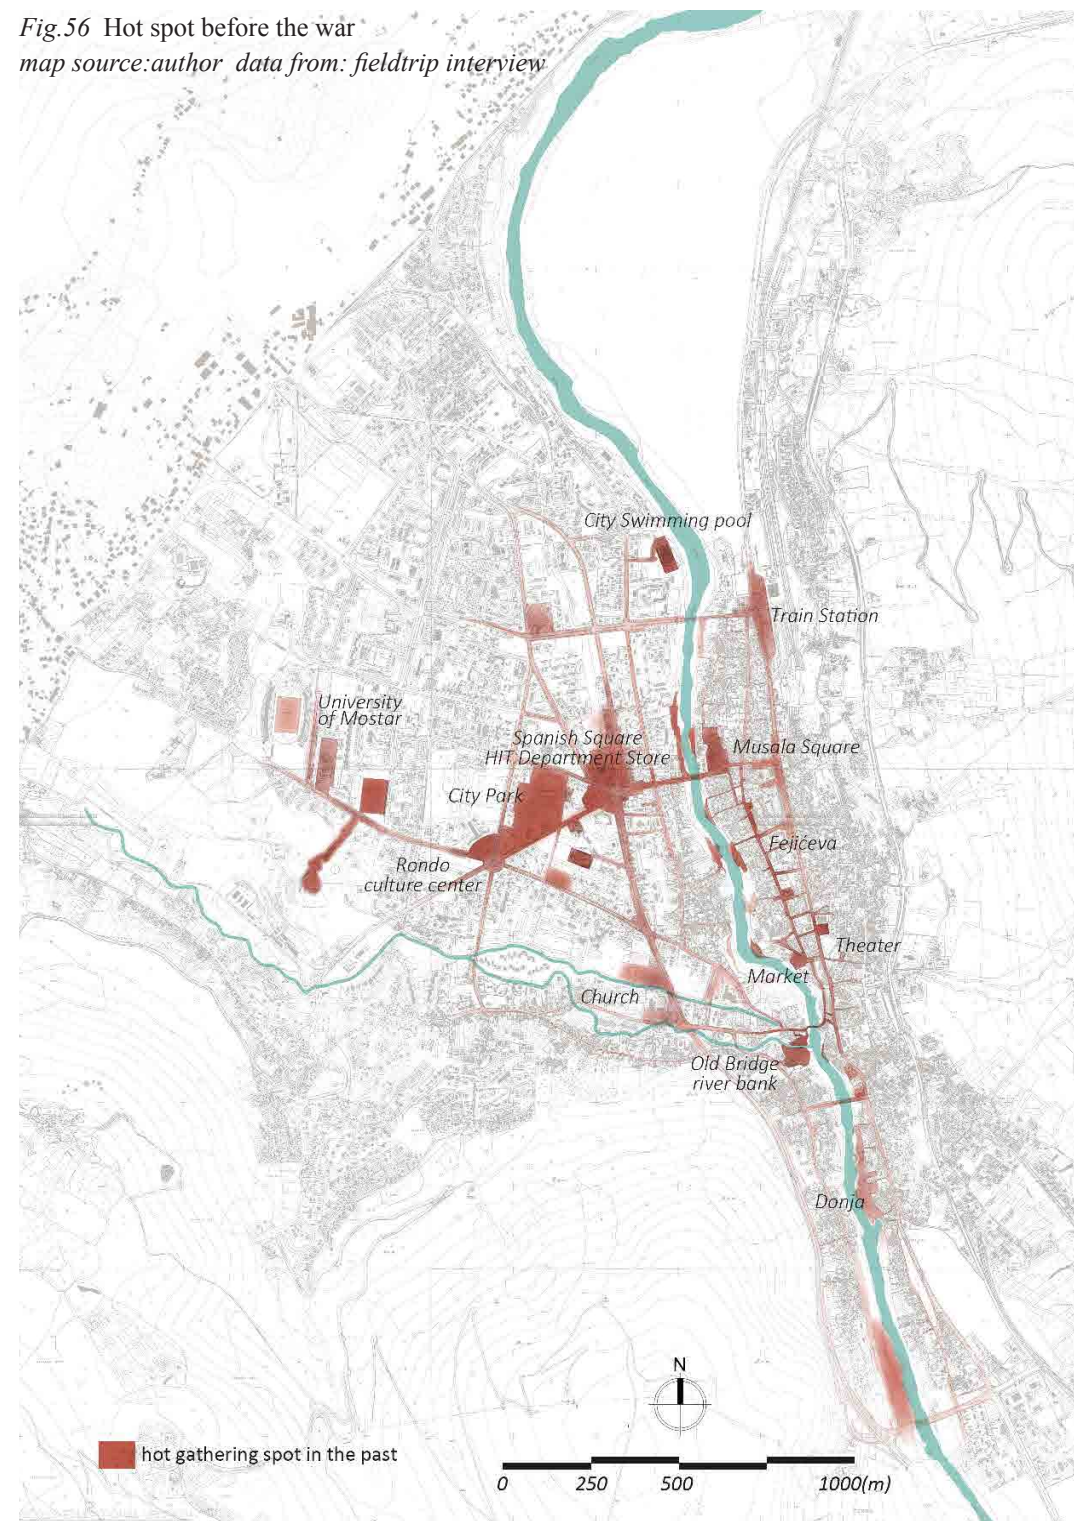 Fig.56 Hot spot before the war
map source:author data from: fieldtrip interview
City Swimming pool
Train Station
University
of Mostar
Spanish Square
HIT Department Store
Musala Square
City Park
Fejićeva
Rondo
culture center
Theater
Market
Church
Old Bridge
river bank
Donja
N
hot gathering spot in the past
0 250 500 1000(m)